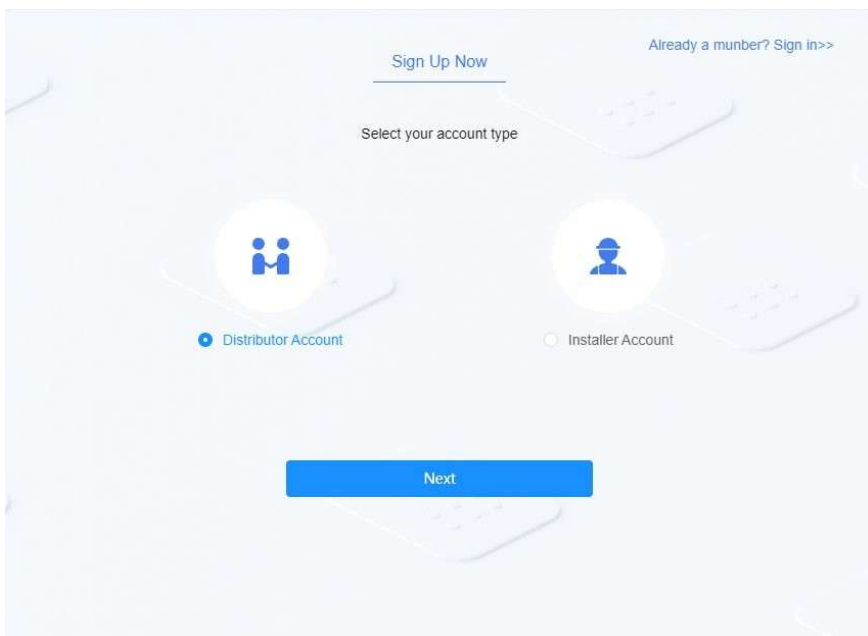 Already a munber? Sign in>>
Sign Up Now
Select your account type
Distributor Account
Installer Account
Next